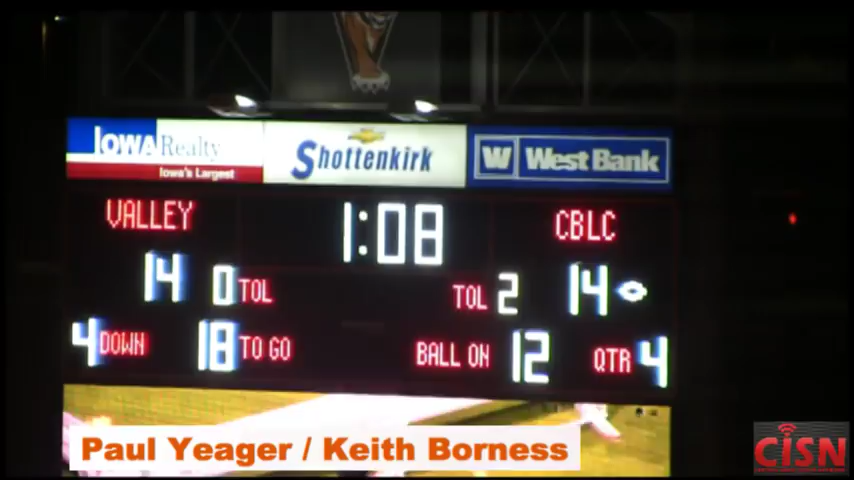 IOWA Realty
Iowa's Largest
Shottenkirk
W West Bank
VALLEY 1:08 CBLC
14 0 TOL TOL 2 14
4 DOWN 18 TO GO BALL ON 12 QTR 4
Paul Yeager / Keith Borness
CISN